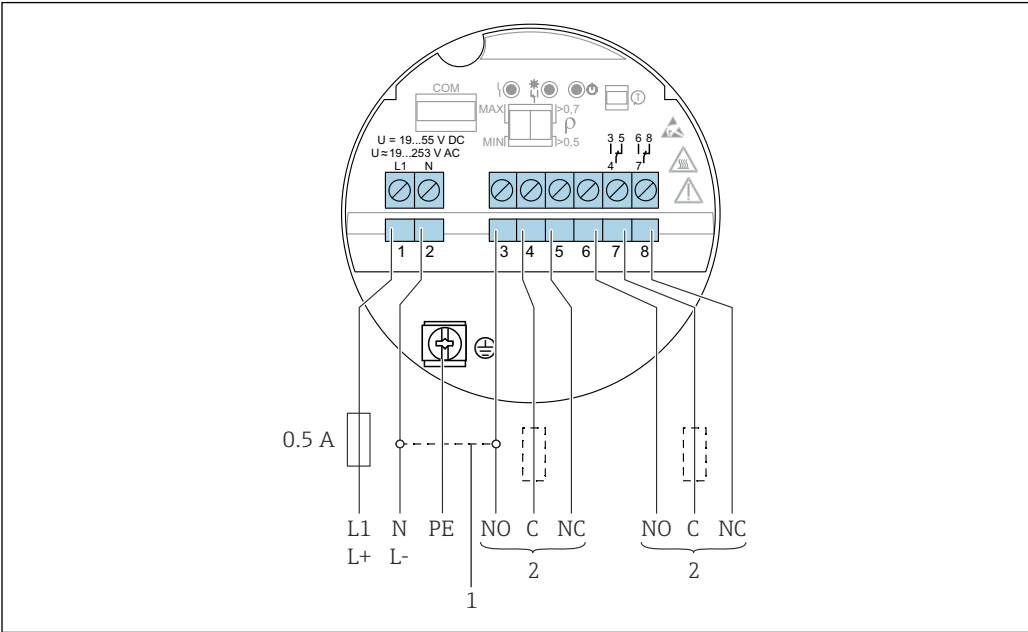 COM
MAX
MIN
>0,7
ρ
>0,5
T
U = 19...55 V DC
U ≈ 19...253 V AC
L1 N
3 5
4
6 8
7
1 2 3 4 5 6 7 8
0.5 A
L1 N PE NO C NC NO C NC
L+ L-
2 2
1